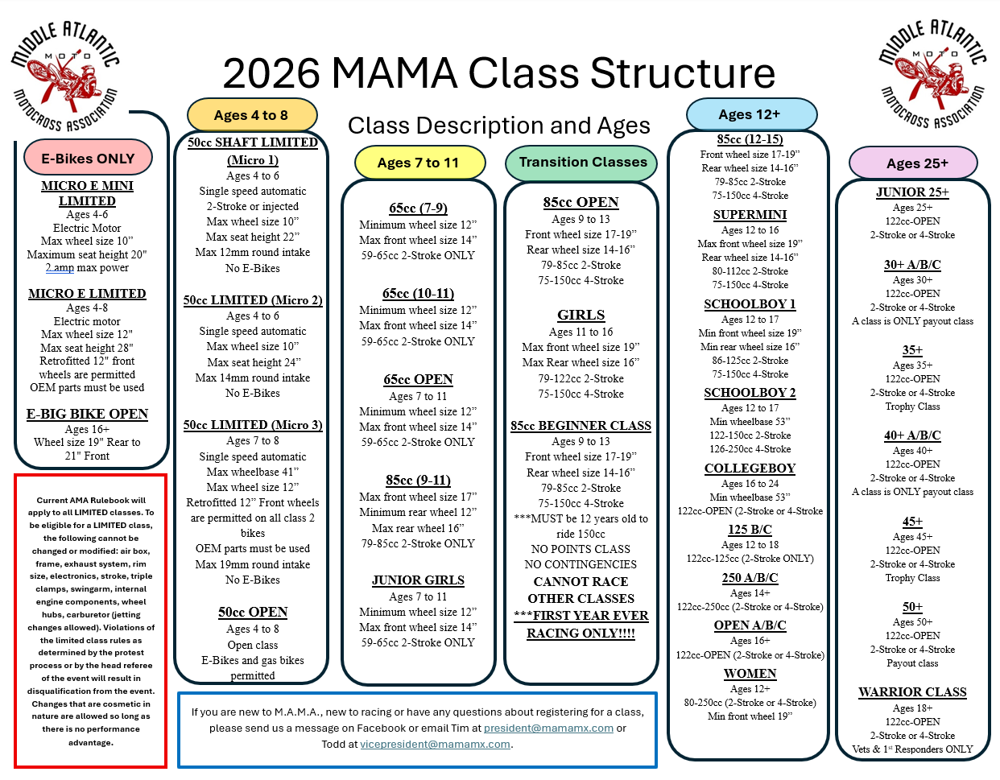 MIDDLE ATLANTIC
MOTO
MOTOCROSS ASSOCIATION
2026 MAMA Class Structure
Class Description and Ages
MIDDLE ATLANTIC
MOTO
MOTOCROSS ASSOCIATION
E-Bikes ONLY
MICRO E MINI
LIMITED
Ages 4-6
Electric Motor
Max wheel size 10”
Maximum seat height 20"
2 amp max power
MICRO E LIMITED
Ages 4-8
Electric motor
Max wheel size 12"
Max seat height 28"
Retrofitted 12" front
wheels are permitted
OEM parts must be used
E-BIG BIKE OPEN
Ages 16+
Wheel size 19" Rear to
21" Front
Current AMA Rulebook will
apply to all LIMITED classes. To
be eligible for a LIMITED class,
the following cannot be
changed or modified: air box,
frame, exhaust system, rim
size, electronics, stroke, triple
clamps, swingarm, internal
engine components, wheel
hubs, carburetor (jetting
changes allowed). Violations of
the limited class rules as
determined by the protest
process or by the head referee
of the event will result in
disqualification from the event.
Changes that are cosmetic in
nature are allowed so long as
there is no performance
advantage.
Ages 4 to 8
50cc SHAFT LIMITED
(Micro 1)
Ages 4 to 6
Single speed automatic
2-Stroke or injected
Max wheel size 10”
Max seat height 22”
Max 12mm round intake
No E-Bikes
50cc LIMITED (Micro 2)
Ages 4 to 6
Single speed automatic
Max wheel size 10”
Max seat height 24”
Max 14mm round intake
No E-Bikes
50cc LIMITED (Micro 3)
Ages 7 to 8
Single speed automatic
Max wheelbase 41”
Max wheel size 12”
Retrofitted 12” Front wheels
are permitted on all class 2
bikes
OEM parts must be used
Max 19mm round intake
No E-Bikes
50cc OPEN
Ages 4 to 8
Open class
E-Bikes and gas bikes
permitted
Ages 7 to 11
65cc (7-9)
Minimum wheel size 12”
Max front wheel size 14”
59-65cc 2-Stroke ONLY
65cc (10-11)
Minimum wheel size 12”
Max front wheel size 14”
59-65cc 2-Stroke ONLY
65cc OPEN
Ages 7 to 11
Minimum wheel size 12”
Max front wheel size 14”
59-65cc 2-Stroke ONLY
85cc (9-11)
Max front wheel size 17”
Minimum rear wheel 12”
Max rear wheel 16”
79-85cc 2-Stroke ONLY
JUNIOR GIRLS
Ages 7 to 11
Minimum wheel size 12”
Max front wheel size 14”
59-65cc 2-Stroke ONLY
Transition Classes
85cc OPEN
Ages 9 to 13
Front wheel size 17-19”
Rear wheel size 14-16”
79-85cc 2-Stroke
75-150cc 4-Stroke
GIRLS
Ages 11 to 16
Max front wheel size 19”
Max Rear wheel size 16”
79-122cc 2-Stroke
75-150cc 4-Stroke
85cc BEGINNER CLASS
Ages 9 to 13
Front wheel size 17-19”
Rear wheel size 14-16”
79-85cc 2-Stroke
75-150cc 4-Stroke
***MUST be 12 years old to
ride 150cc
NO POINTS CLASS
NO CONTINGENCIES
CANNOT RACE
OTHER CLASSES
***FIRST YEAR EVER
RACING ONLY!!!!
If you are new to M.A.M.A., new to racing or have any questions about registering for a class,
please send us a message on Facebook or email Tim at president@mamamx.com or
Todd at vicepresident@mamamx.com.
Ages 12+
85cc (12-15)
Front wheel size 17-19”
Rear wheel size 14-16”
79-85cc 2-Stroke
75-150cc 4-Stroke
SUPERMINI
Ages 12 to 16
Max front wheel size 19”
Rear wheel size 14-16”
80-112cc 2-Stroke
75-150cc 4-Stroke
SCHOOLBOY 1
Ages 12 to 17
Min front wheel size 19”
Min rear wheel size 16”
86-125cc 2-Stroke
75-150cc 4-Stroke
SCHOOLBOY 2
Ages 12 to 17
Min wheelbase 53”
122-150cc 2-Stroke
126-250cc 4-Stroke
COLLEGEBOY
Ages 16 to 24
Min wheelbase 53”
122cc-OPEN (2-Stroke or 4-Stroke
125 B/C
Ages 12 to 18
122cc-125cc (2-Stroke ONLY)
250 A/B/C
Ages 14+
122cc-250cc (2-Stroke or 4-Stroke)
OPEN A/B/C
Ages 16+
122cc-OPEN (2-Stroke or 4-Stroke)
WOMEN
Ages 12+
80-250cc (2-Stroke or 4-Stroke)
Min front wheel 19”
Ages 25+
JUNIOR 25+
Ages 25+
122cc-OPEN
2-Stroke or 4-Stroke
30+ A/B/C
Ages 30+
122cc-OPEN
2-Stroke or 4-Stroke
A class is ONLY payout class
35+
Ages 35+
122cc-OPEN
2-Stroke or 4-Stroke
Trophy Class
40+ A/B/C
Ages 40+
122cc-OPEN
2-Stroke or 4-Stroke
A class is ONLY payout class
45+
Ages 45+
122cc-OPEN
2-Stroke or 4-Stroke
Trophy Class
50+
Ages 50+
122cc-OPEN
2-Stroke or 4-Stroke
Payout class
WARRIOR CLASS
Ages 18+
122cc-OPEN
2-Stroke or 4-Stroke
Vets & 1st Responders ONLY